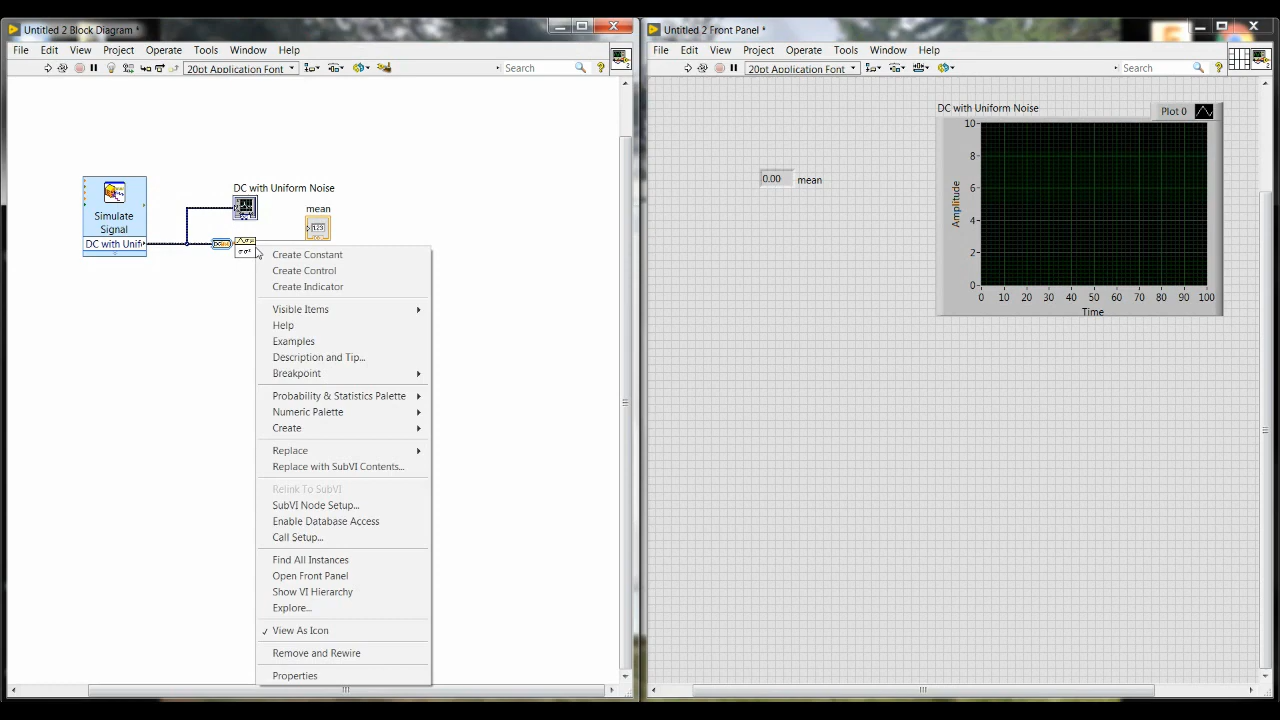 Untitled 2 Block Diagram *
File Edit View Project Operate Tools Window Help
20pt Application Font
Search
DC with Uniform Noise
mean
Simulate
Signal
DC with Unif
Create Constant
Create Control
Create Indicator
Visible Items
Help
Examples
Description and Tip...
Breakpoint
Probability & Statistics Palette
Numeric Palette
Create
Replace
Replace with SubVI Contents...
Relink To SubVI
SubVI Node Setup...
Enable Database Access
Call Setup...
Find All Instances
Open Front Panel
Show VI Hierarchy
Explore...
View As Icon
Remove and Rewire
Properties
Untitled 2 Front Panel *
File Edit View Project Operate Tools Window Help
20pt Application Font
Search
DC with Uniform Noise
Plot 0
0.00 mean
Amplitude
10
8
6
4
2
0
0 10 20 30 40 50 60 70 80 90 100
Time